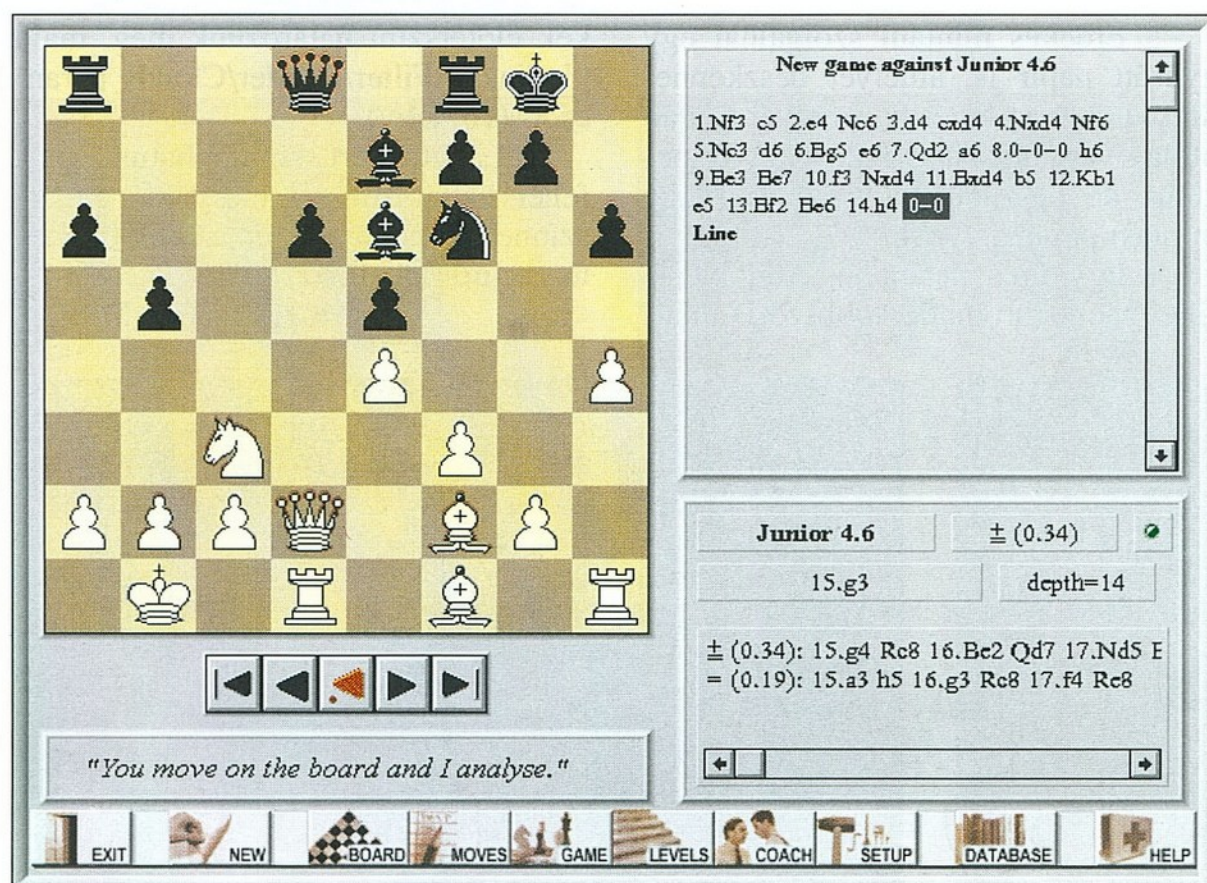 New game against Junior 4.6
1.Nf3 c5 2.e4 Nc6 3.d4 cxd4 4.Nxd4 Nf6
5.Nc3 d6 6.Bg5 e6 7.Qd2 a6 8.0-0-0 h6
9.Be3 Be7 10.f3 Nxd4 11.Bxd4 b5 12.Kb1
e5 13.Bf2 Be6 14.h4 0-0
Line
Junior 4.6
± (0.34)
15.g3
depth=14
± (0.34): 15.g4 Rc8 16.Be2 Qd7 17.Nd5 B
= (0.19): 15.a3 h5 16.g3 Rc8 17.f4 Re8
"You move on the board and I analyse."
EXIT NEW BOARD MOVES GAME LEVELS COACH SETUP DATABASE HELP